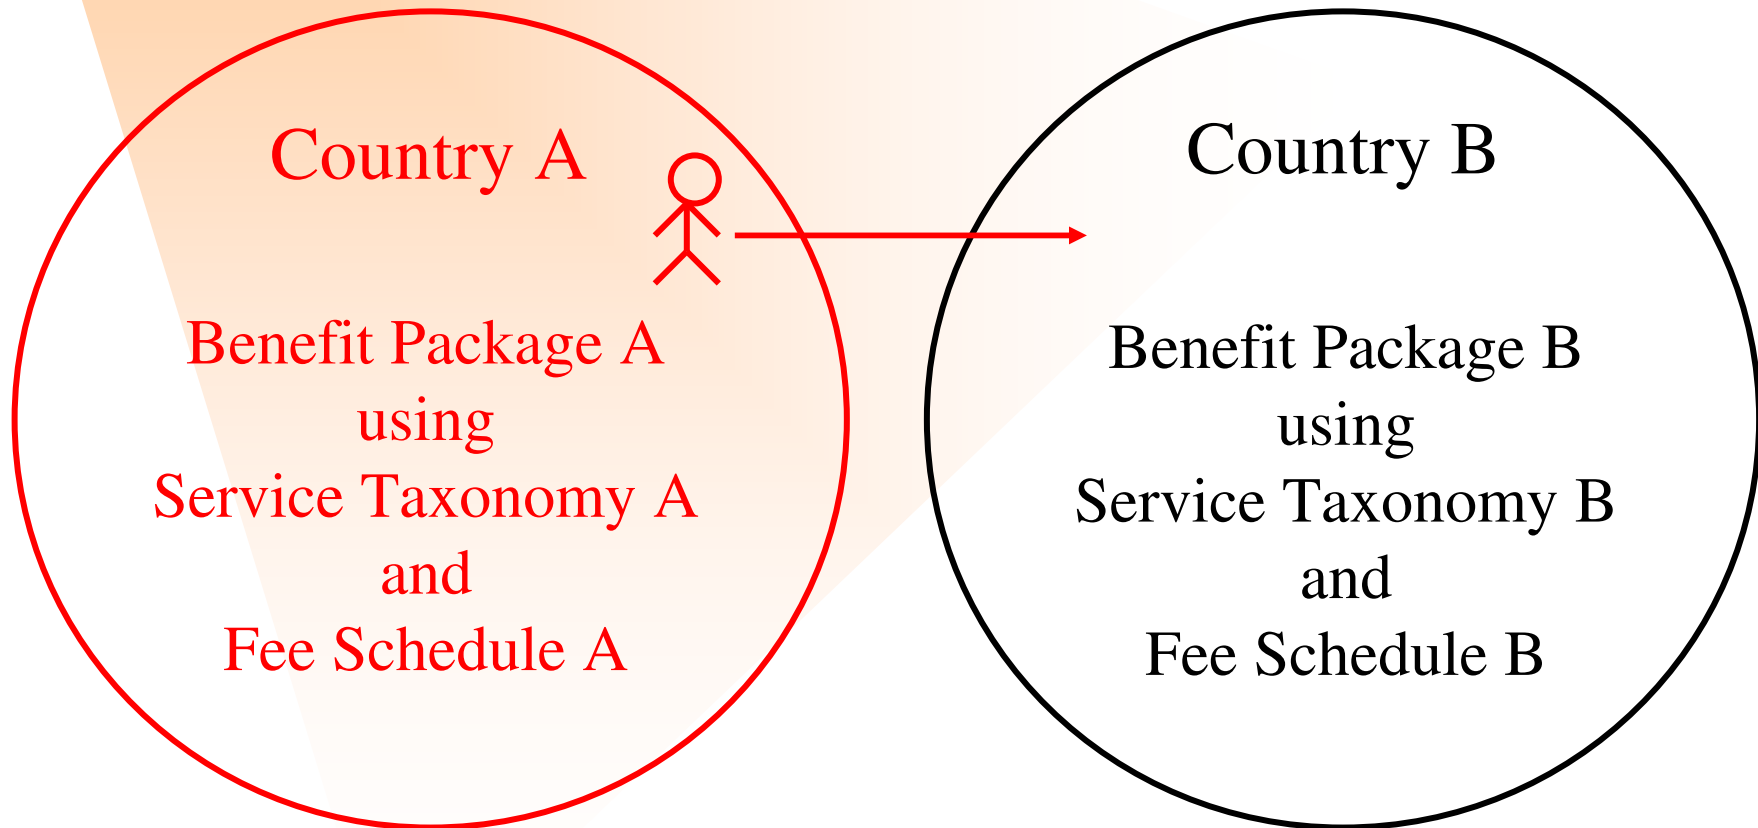 Country A
Benefit Package A
using
Service Taxonomy A
and
Fee Schedule A
Country B
Benefit Package B
using
Service Taxonomy B
and
Fee Schedule B